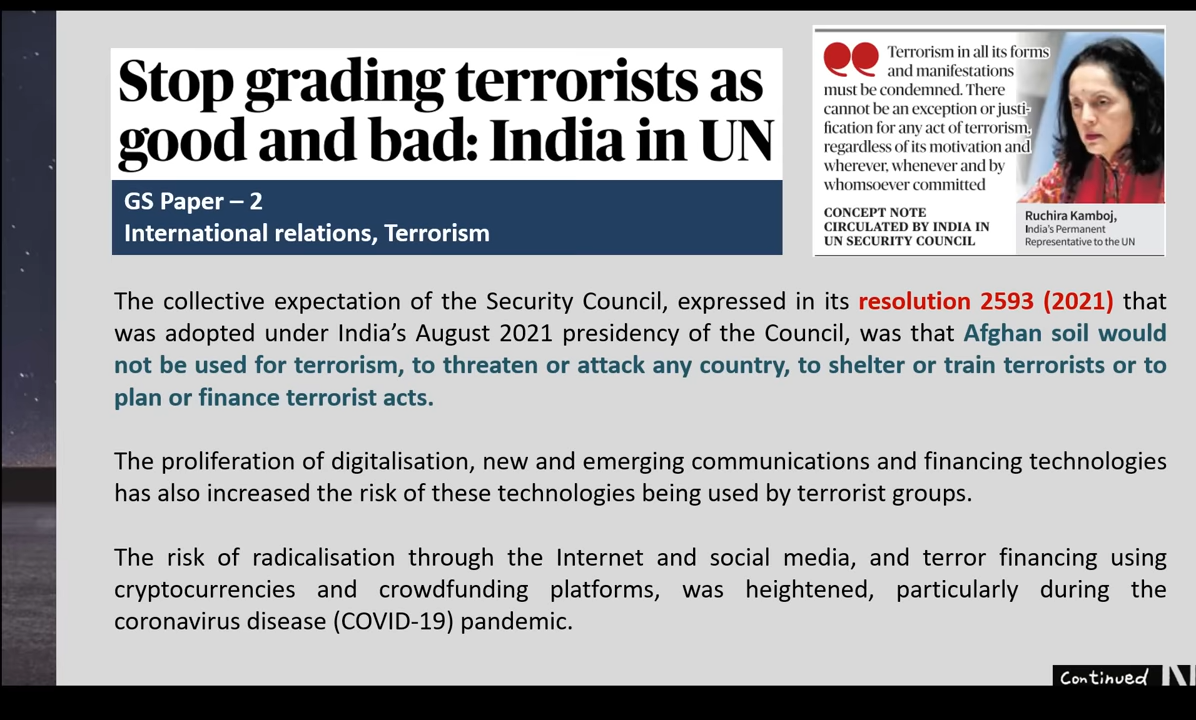 Stop grading terrorists as
good and bad: India in UN
GS Paper – 2
International relations, Terrorism
Terrorism in all its forms
and manifestations
must be condemned. There
cannot be an exception or justi-
fication for any act of terrorism,
regardless of its motivation and
wherever, whenever and by
whomsoever committed
CONCEPT NOTE
CIRCULATED BY INDIA IN
UN SECURITY COUNCIL
Ruchira Kamboj,
India's Permanent
Representative to the UN
The collective expectation of the Security Council, expressed in its resolution 2593 (2021) that
was adopted under India's August 2021 presidency of the Council, was that Afghan soil would
not be used for terrorism, to threaten or attack any country, to shelter or train terrorists or to
plan or finance terrorist acts.
The proliferation of digitalisation, new and emerging communications and financing technologies
has also increased the risk of these technologies being used by terrorist groups.
The risk of radicalisation through the Internet and social media, and terror financing using
cryptocurrencies and crowdfunding platforms, was heightened, particularly during the
coronavirus disease (COVID-19) pandemic.
Continued